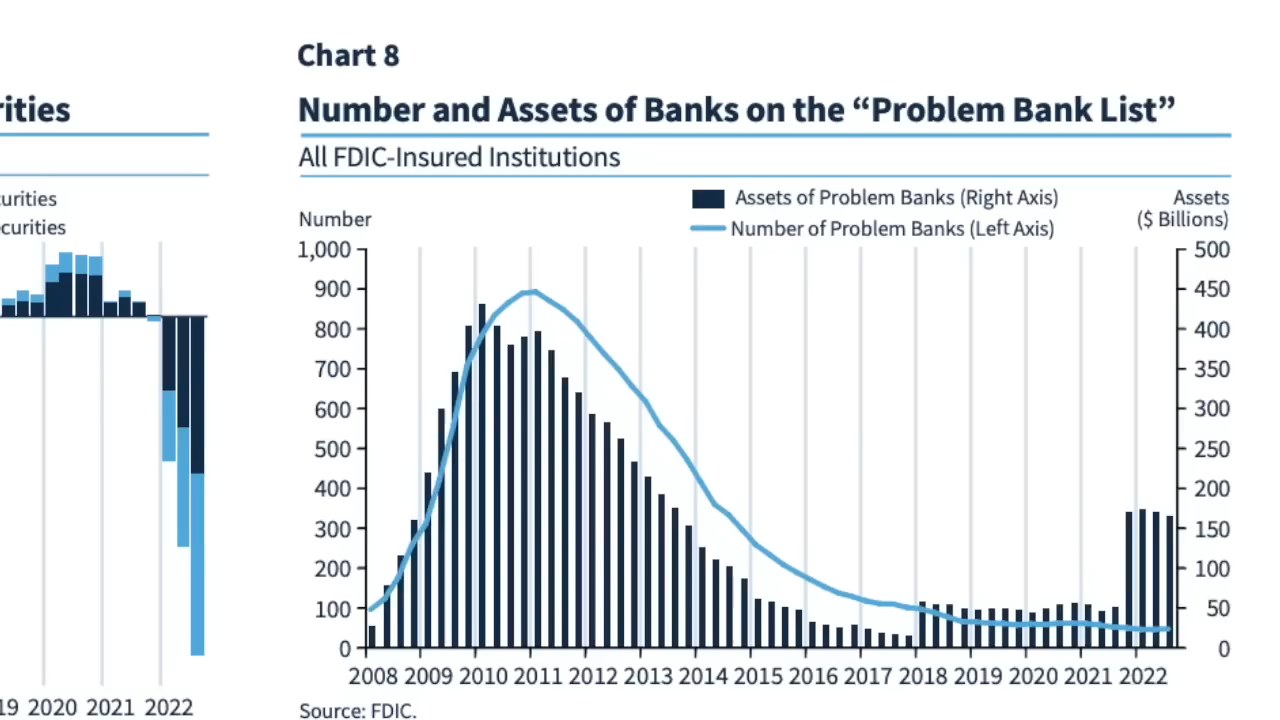 Chart 8
rities
Number and Assets of Banks on the “Problem Bank List”
All FDIC-Insured Institutions
curities
ecurities
Number
Assets of Problem Banks (Right Axis)
Number of Problem Banks (Left Axis)
Assets
($ Billions)
1,000
900
800
700
600
500
400
300
200
100
0
500
450
400
350
300
250
200
150
100
50
0
2008 2009 2010 2011 2012 2013 2014 2015 2016 2017 2018 2019 2020 2021 2022
19 2020 2021 2022
Source: FDIC.